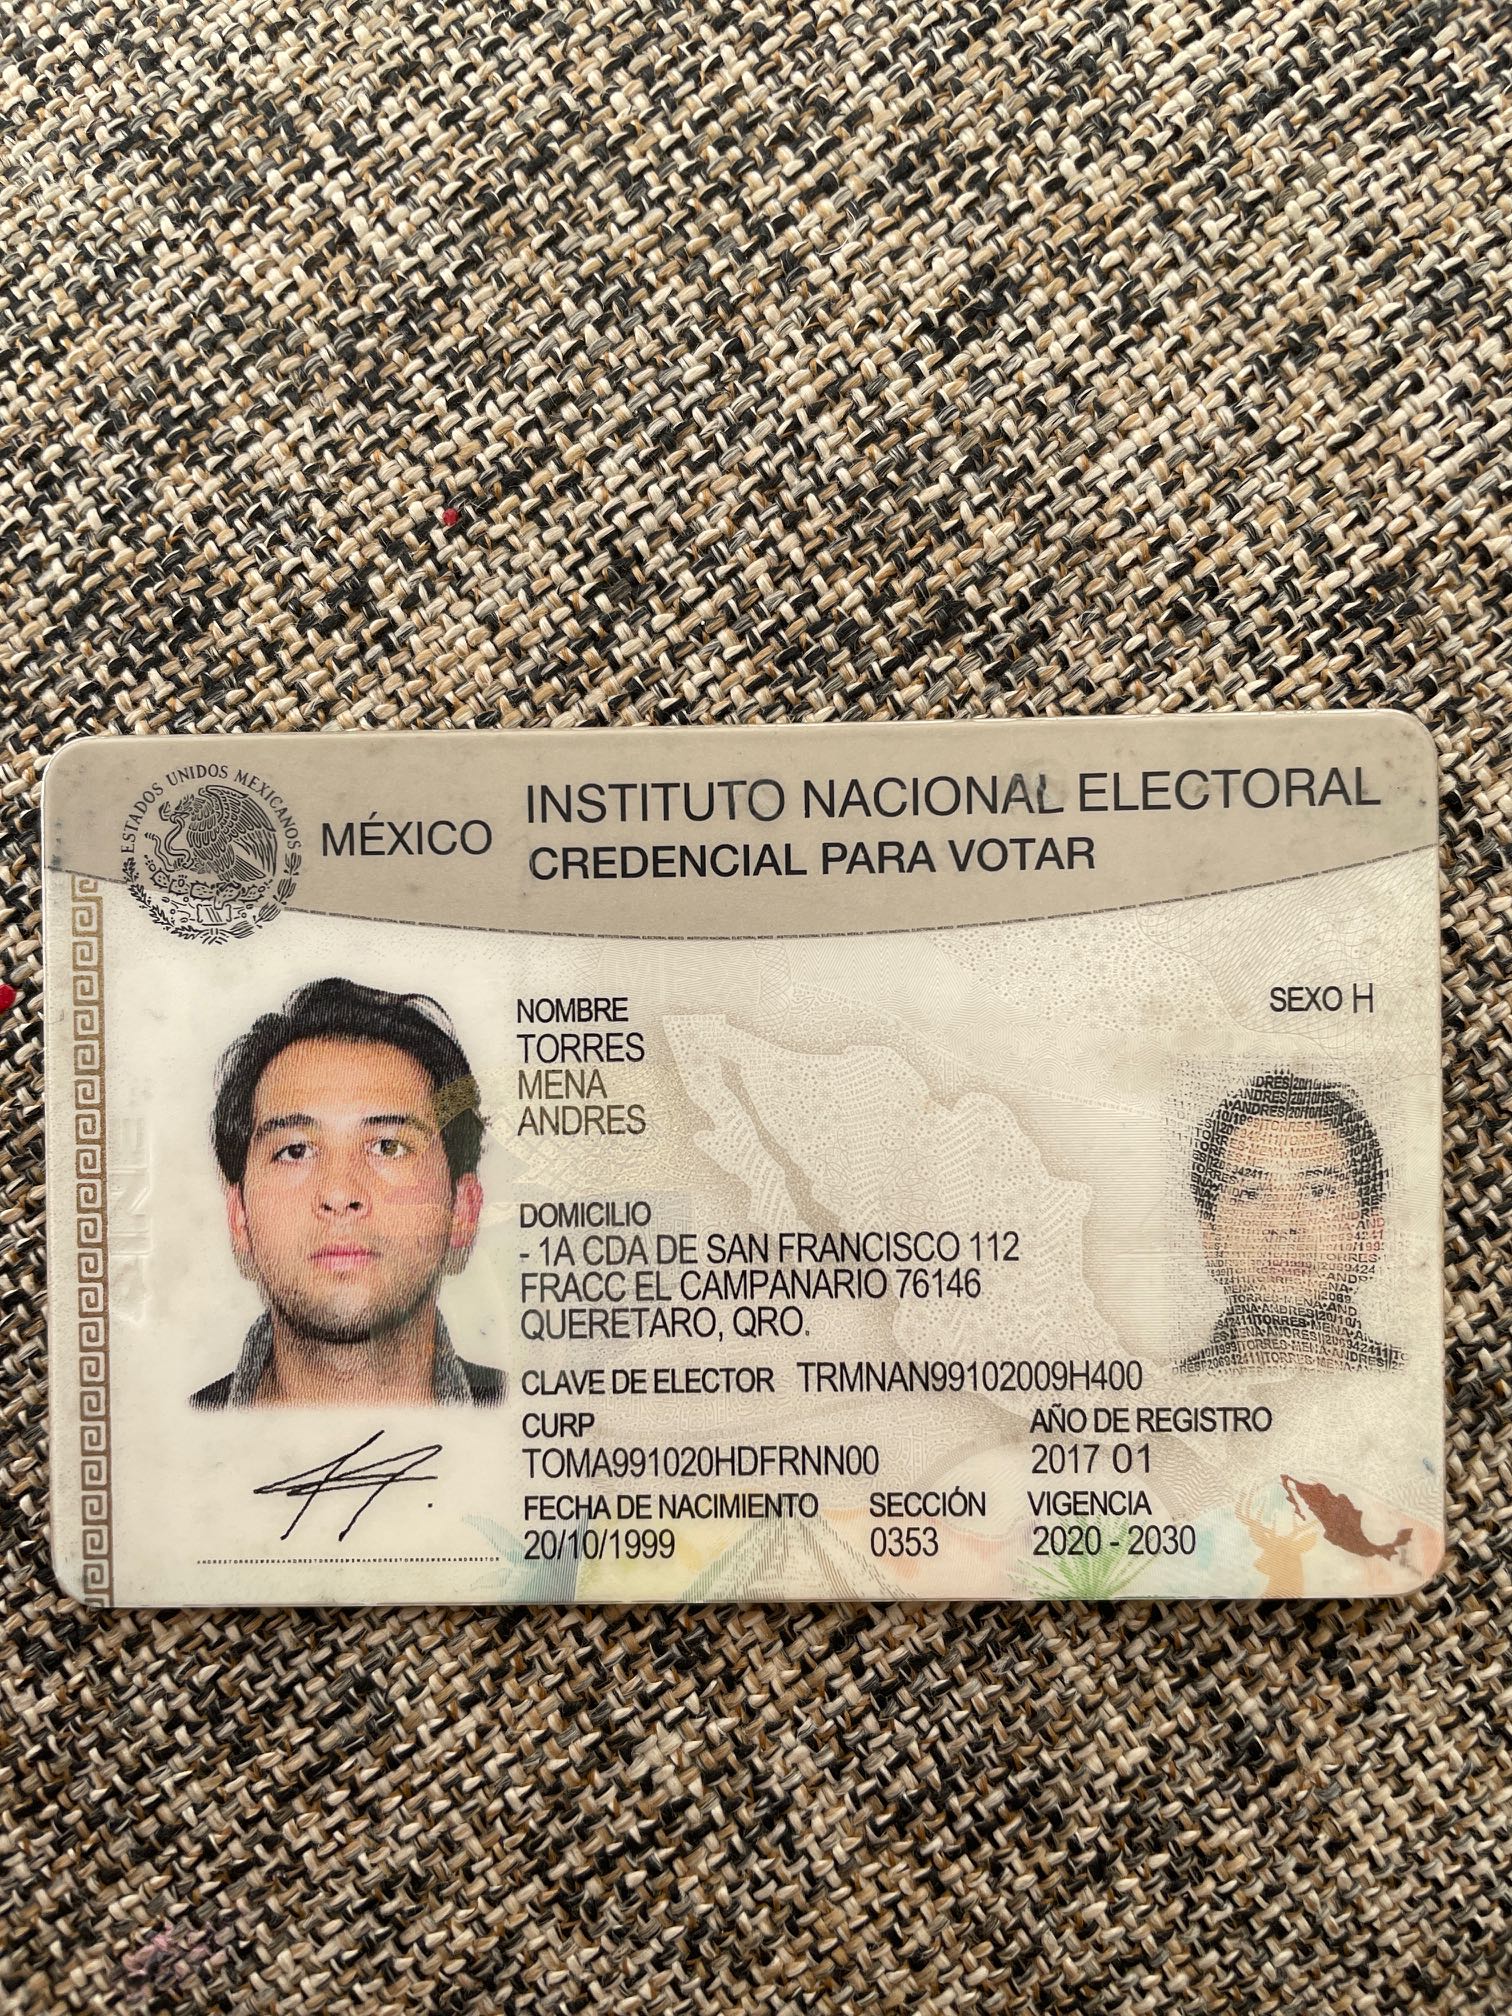 ESTADOS UNIDOS MEXICANOS
MÉXICO
INSTITUTO NACIONAL ELECTORAL
CREDENCIAL PARA VOTAR
NOMBRE
TORRES
MENA
ANDRES
SEXO H
DOMICILIO
- 1A CDA DE SAN FRANCISCO 112
FRACC EL CAMPANARIO 76146
QUERETARO, QRO.
CLAVE DE ELECTOR TRMNAN99102009H400
CURP
TOMA991020HDFRNN00
AÑO DE REGISTRO
2017 01
FECHA DE NACIMIENTO
20/10/1999
SECCIÓN
0353
VIGENCIA
2020 - 2030
INE